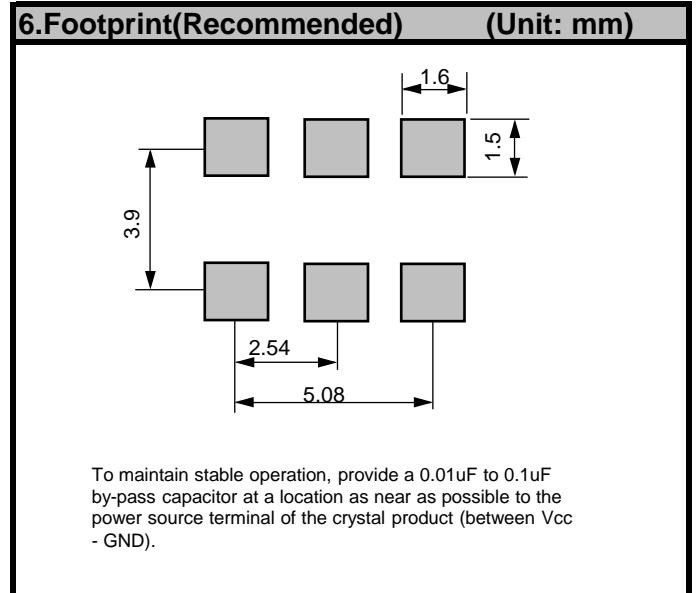 6.Footprint(Recommended) (Unit: mm)
1.6
1.5
3.9
2.54
5.08
To maintain stable operation, provide a 0.01uF to 0.1uF
by-pass capacitor at a location as near as possible to the
power source terminal of the crystal product (between Vcc
- GND).